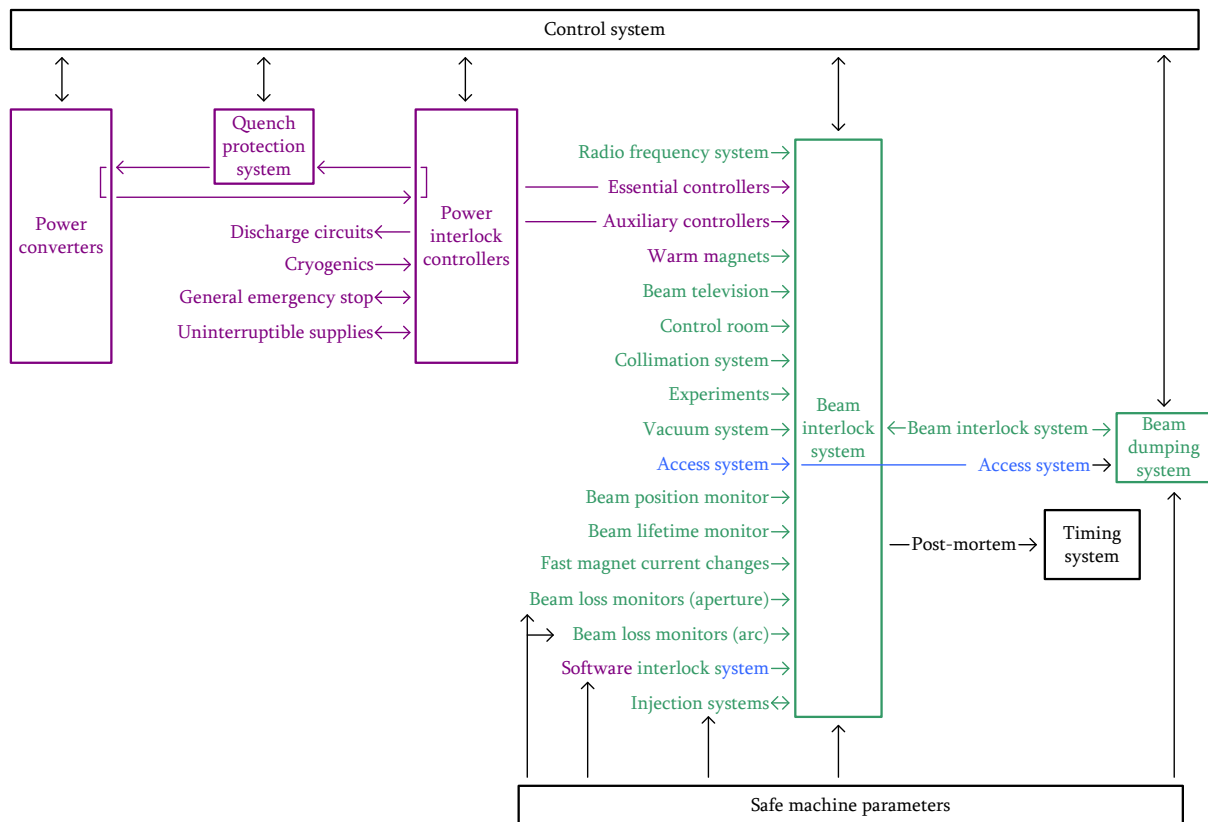 Control system
Quench
protection
system
Power
converters
Power
interlock
controllers
Discharge circuits
Cryogenics
General emergency stop
Uninterruptible supplies
Radio frequency system
Essential controllers
Auxiliary controllers
Warm magnets
Beam television
Control room
Collimation system
Experiments
Vacuum system
Access system
Beam position monitor
Beam lifetime monitor
Fast magnet current changes
Beam loss monitors (aperture)
Beam loss monitors (arc)
Software interlock system
Injection systems
Beam
interlock
system
Beam interlock system
Access system
Beam
dumping
system
Post-mortem
Timing
system
Safe machine parameters